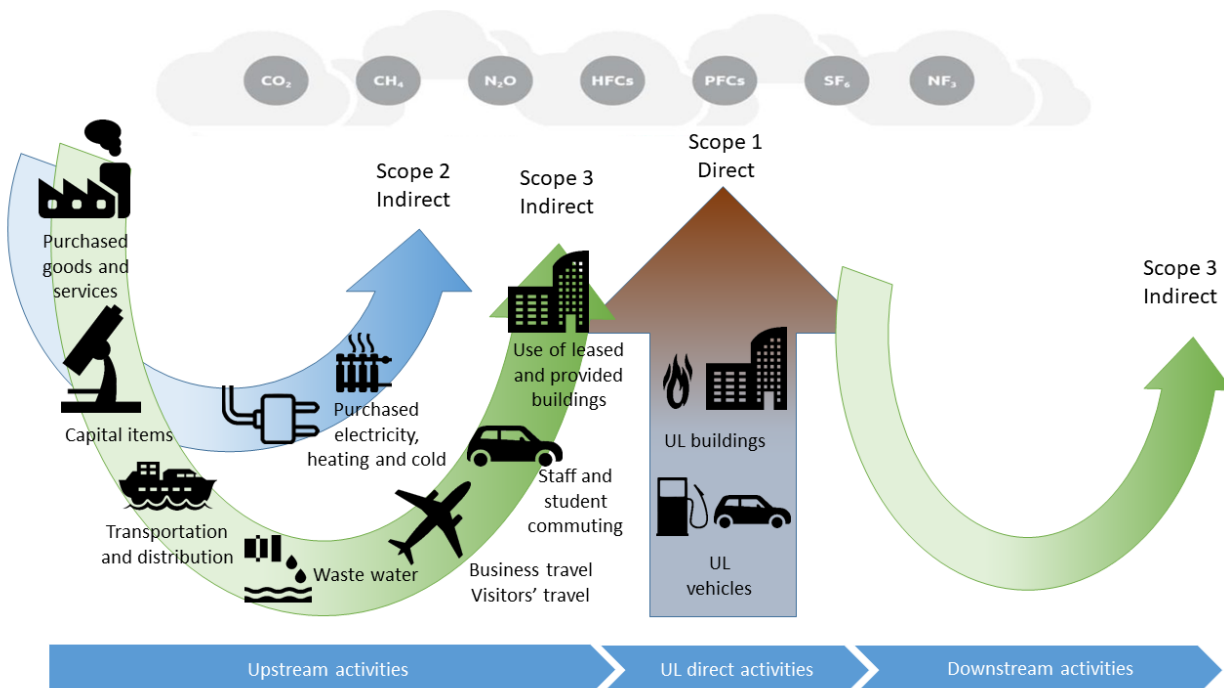 CO₂ CH₄ N₂O HFCs PFCs SF₆ NF₃
Scope 1
Direct
Scope 2
Indirect
Scope 3
Indirect
Scope 3
Indirect
Purchased
goods and
services
Capital items
Transportation
and distribution
Waste water
Business travel
Visitors' travel
Staff and
student
commuting
Use of leased
and provided
buildings
Purchased
electricity,
heating and cold
UL buildings
UL
vehicles
Upstream activities
UL direct activities
Downstream activities